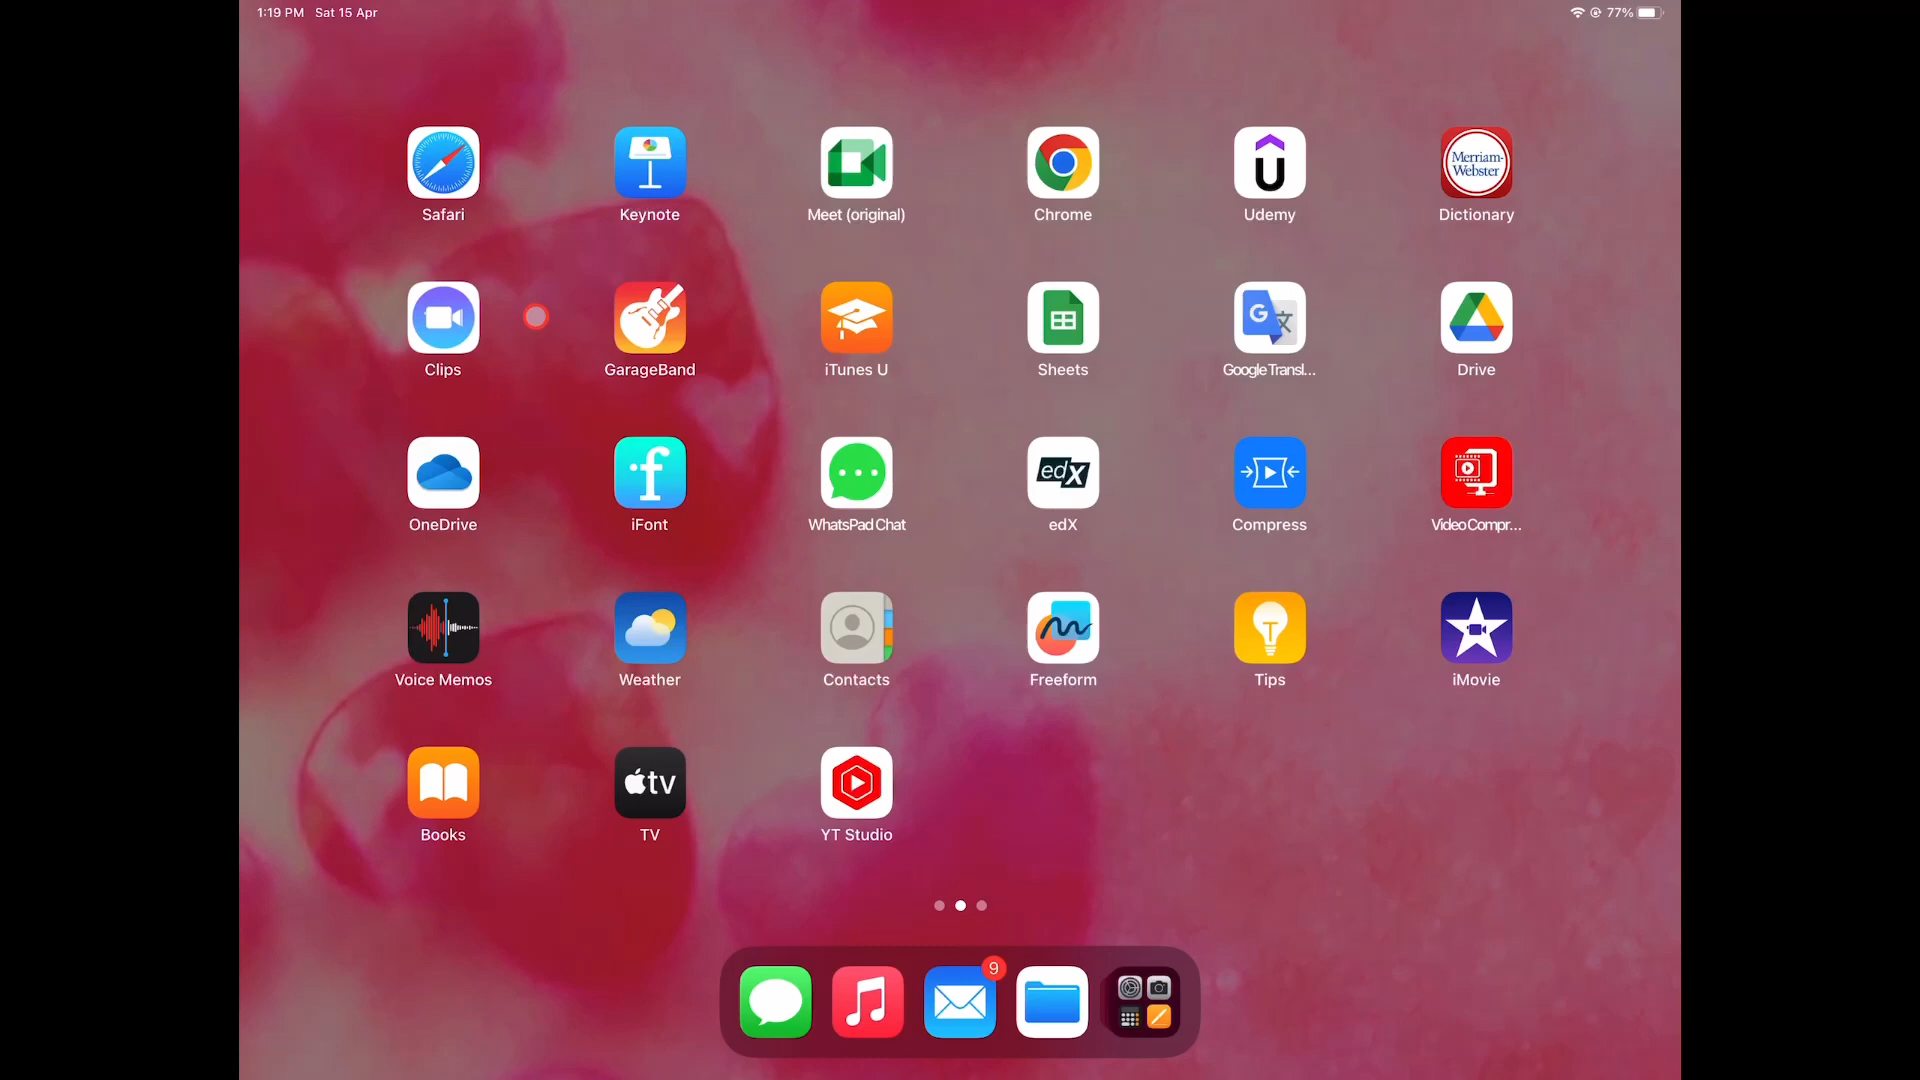 1:19 PM Sat 15 Apr 77%
Merriam-
Webster
Safari Keynote Meet (original) Chrome Udemy Dictionary
G
Clips GarageBand iTunes U Sheets Google Transl... Drive
f edX
OneDrive iFont WhatsPad Chat edX Compress Video Compr...
T
Voice Memos Weather Contacts Freeform Tips iMovie
tv
Books TV YT Studio
9